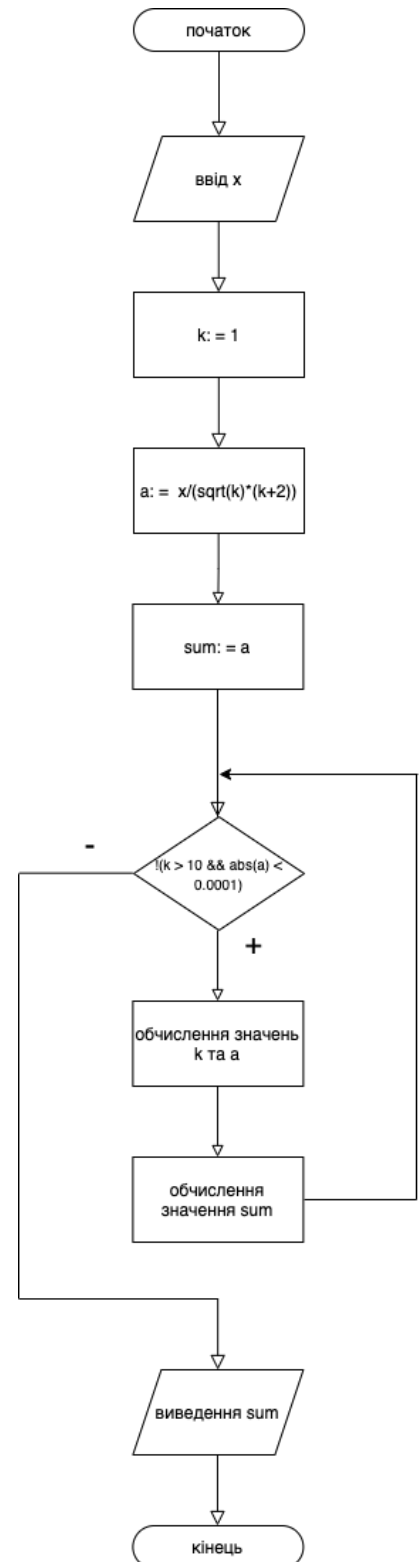 початок
ввід x
k: = 1
a: = x/(sqrt(k)*(k+2))
sum: = a
-
!(k > 10 && abs(a) <
0.0001)
+
обчислення значень
k та a
обчислення
значення sum
виведення sum
кінець